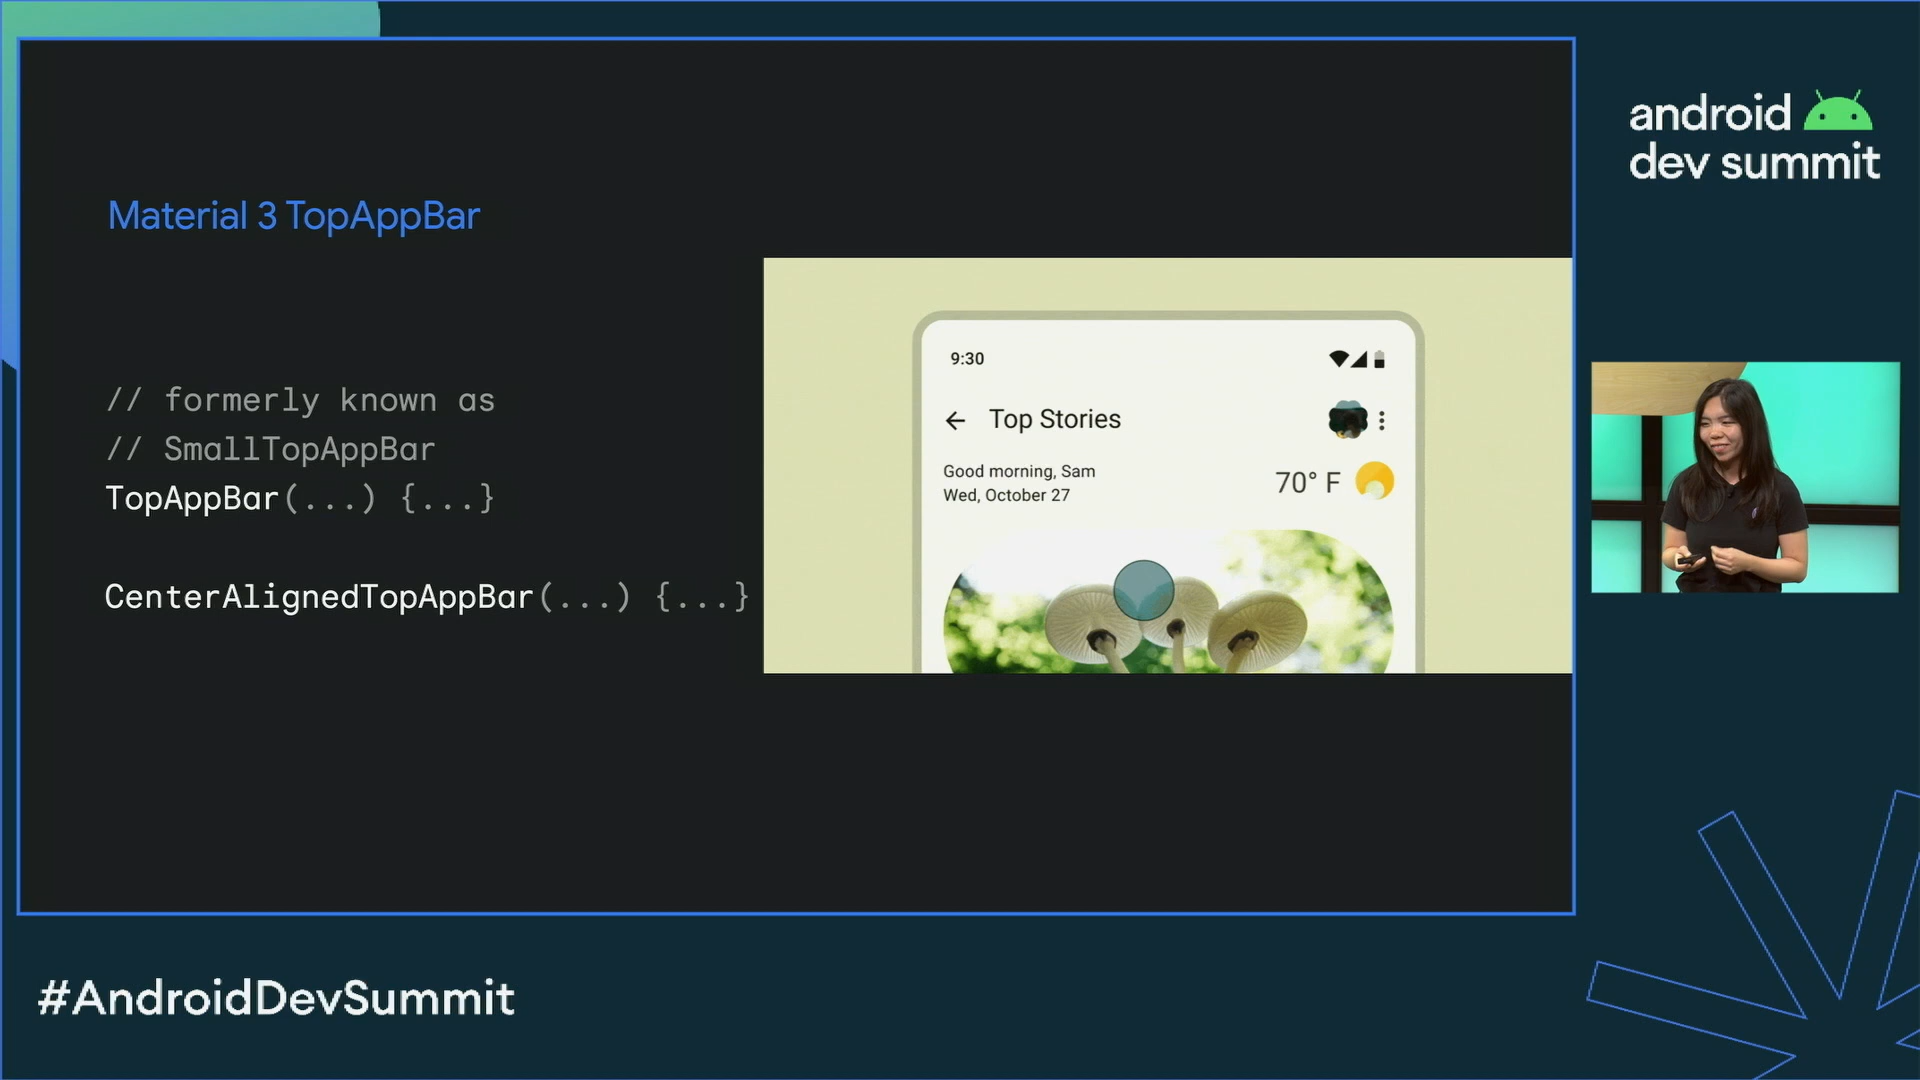 android
dev summit
Material 3 TopAppBar
// formerly known as
// SmallTopAppBar
TopAppBar(...) {...}
CenterAlignedTopAppBar(...) {...}
9:30
Top Stories
Good morning, Sam
Wed, October 27
70° F
#AndroidDevSummit